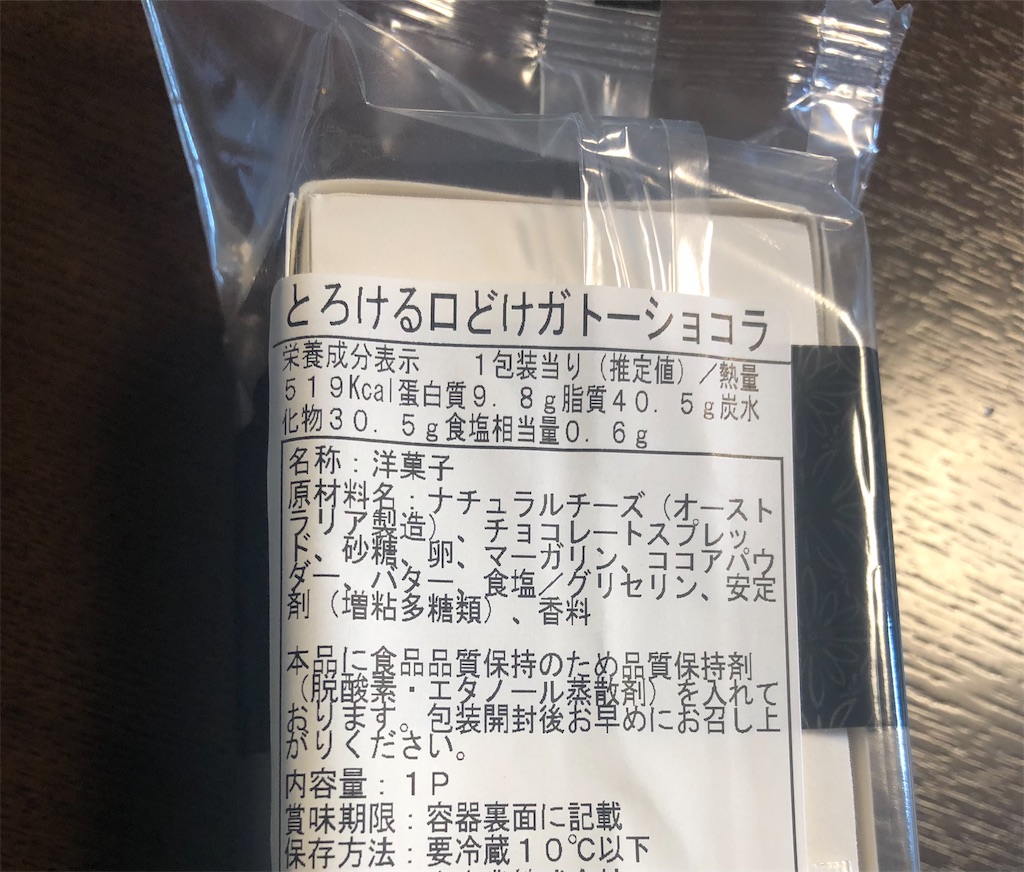 とろける口どけガトーショコラ
栄養成分表示　1包装当り（推定値）／熱量
519Kcal蛋白質9.8g脂質40.5g炭水
化物30.5g食塩相当量0.6g
名称：洋菓子
原材料名：ナチュラルチーズ（オースト
ラリア製造）、チョコレートスプレッ
ド、砂糖、卵、マーガリン、ココアパウ
ダー、バター、食塩／グリセリン、安定
剤（増粘多糖類）、香料
本品に食品品質保持のため品質保持剤
（脱酸素・エタノール蒸散剤）を入れて
おります。包装開封後お早めにお召し上
がりください。
内容量：1P
賞味期限：容器裏面に記載
保存方法：要冷蔵10℃以下